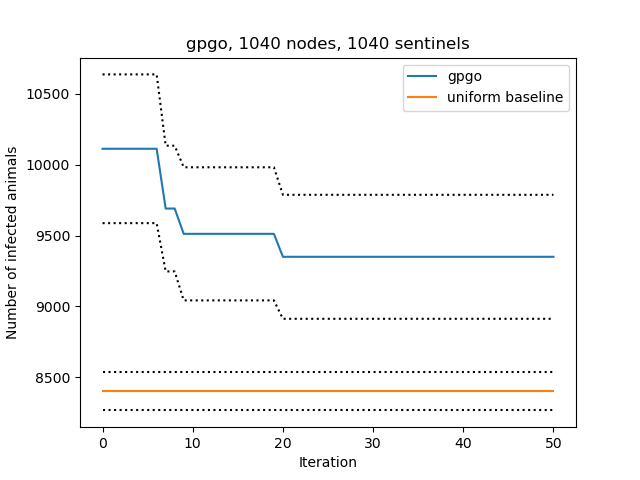 gpgo, 1040 nodes, 1040 sentinels
gpgo
uniform baseline
Number of infected animals
10500
10000
9500
9000
8500
0 10 20 30 40 50
Iteration